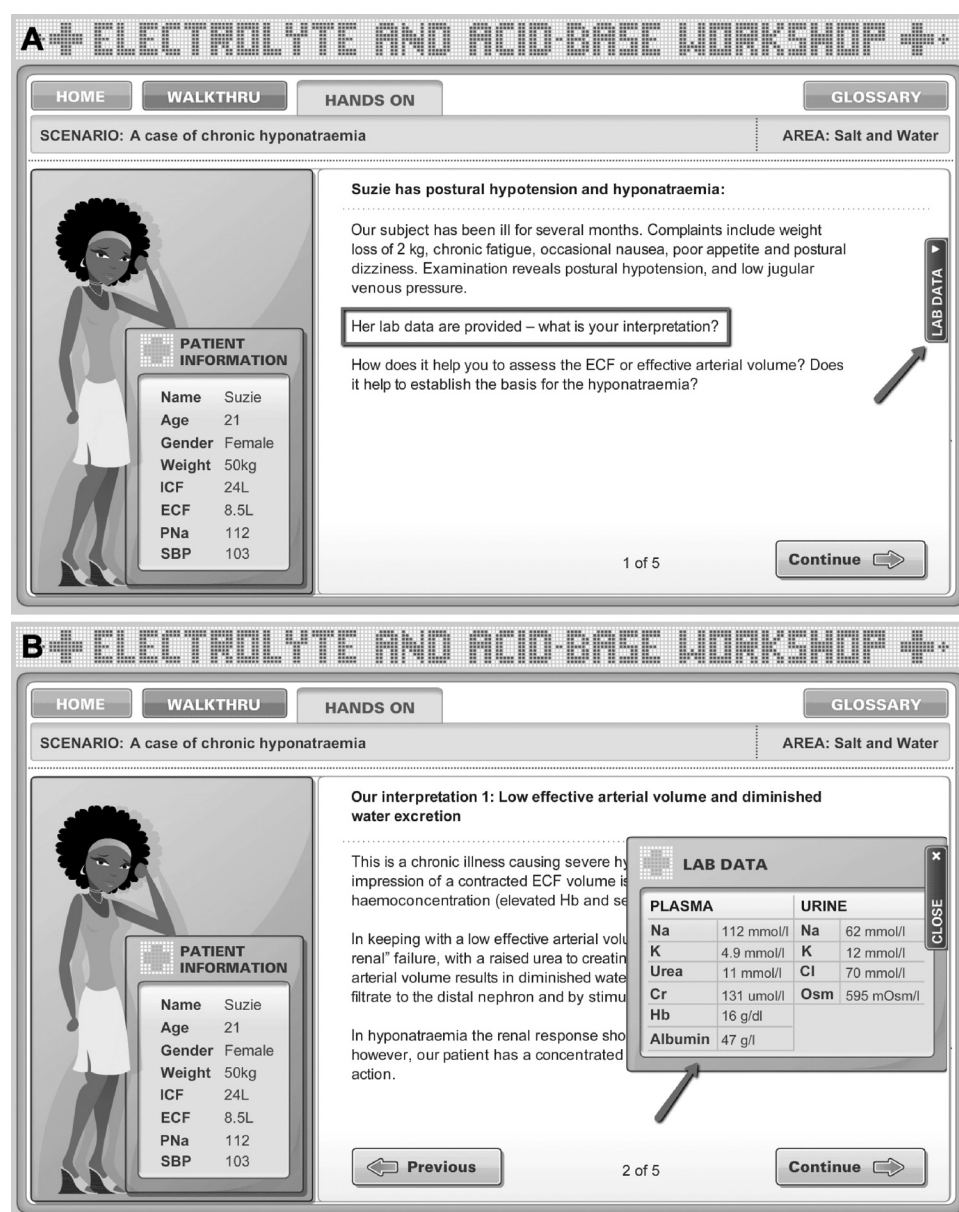 A
ELECTROLYTE AND ACID-BASE WORKSHOP
HOME
WALKTHRU
HANDS ON
GLOSSARY
SCENARIO: A case of chronic hyponatraemia
AREA: Salt and Water
Suzie has postural hypotension and hyponatraemia:
Our subject has been ill for several months. Complaints include weight
loss of 2 kg, chronic fatigue, occasional nausea, poor appetite and postural
dizziness. Examination reveals postural hypotension, and low jugular
venous pressure.
Her lab data are provided – what is your interpretation?
How does it help you to assess the ECF or effective arterial volume? Does
it help to establish the basis for the hyponatraemia?
LAB DATA
PATIENT
INFORMATION
Name Suzie
Age 21
Gender Female
Weight 50kg
ICF 24L
ECF 8.5L
PNa 112
SBP 103
1 of 5
Continue
B
ELECTROLYTE AND ACID-BASE WORKSHOP
HOME
WALKTHRU
HANDS ON
GLOSSARY
SCENARIO: A case of chronic hyponatraemia
AREA: Salt and Water
Our interpretation 1: Low effective arterial volume and diminished
water excretion
This is a chronic illness causing severe hy
impression of a contracted ECF volume is
haemoconcentration (elevated Hb and se
In keeping with a low effective arterial volu
renal” failure, with a raised urea to creatin
arterial volume results in diminished wate
filtrate to the distal nephron and by stimu
In hyponatraemia the renal response sho
however, our patient has a concentrated
action.
LAB DATA
CLOSE
PLASMA URINE
Na 112 mmol/l Na 62 mmol/l
K 4.9 mmol/l K 12 mmol/l
Urea 11 mmol/l Cl 70 mmol/l
Cr 131 umol/l Osm 595 mOsm/l
Hb 16 g/dl
Albumin 47 g/l
PATIENT
INFORMATION
Name Suzie
Age 21
Gender Female
Weight 50kg
ICF 24L
ECF 8.5L
PNa 112
SBP 103
Previous
2 of 5
Continue